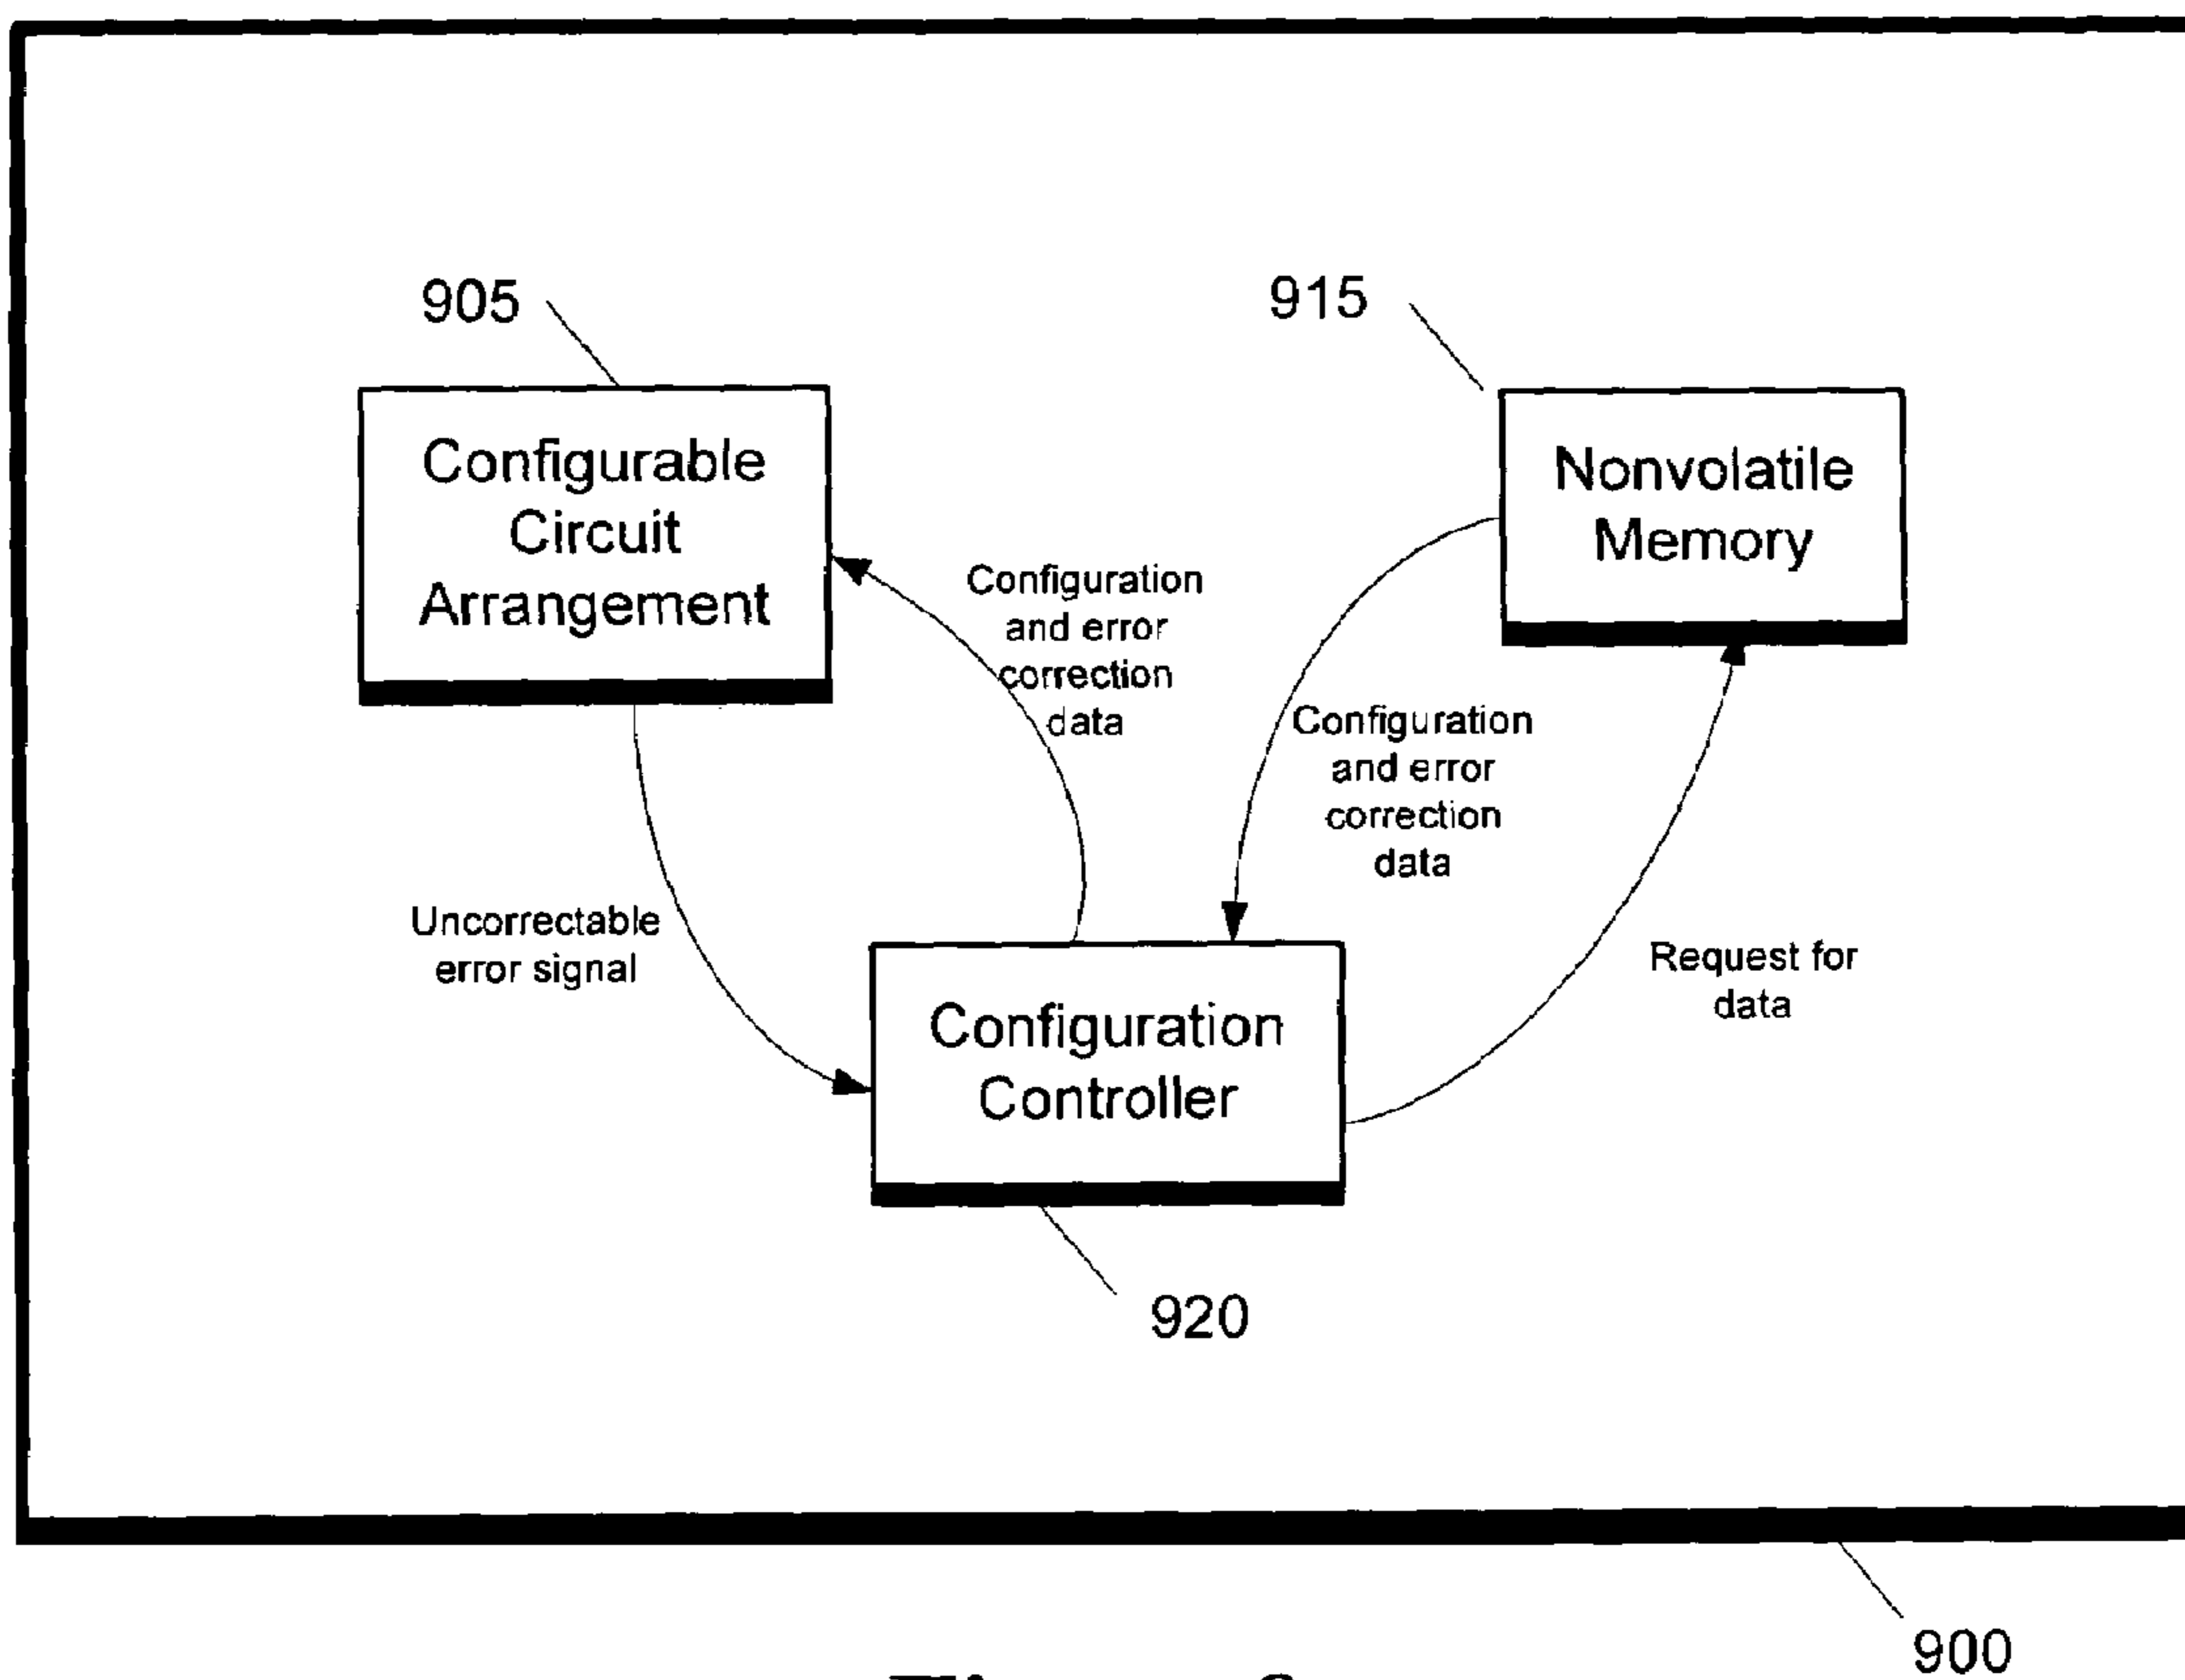 905
915
Configurable
Circuit
Arrangement
Nonvolatile
Memory
Configuration
and error
correction
data
Configuration
and error
correction
data
Uncorrectable
error signal
Request for
data
Configuration
Controller
920
900